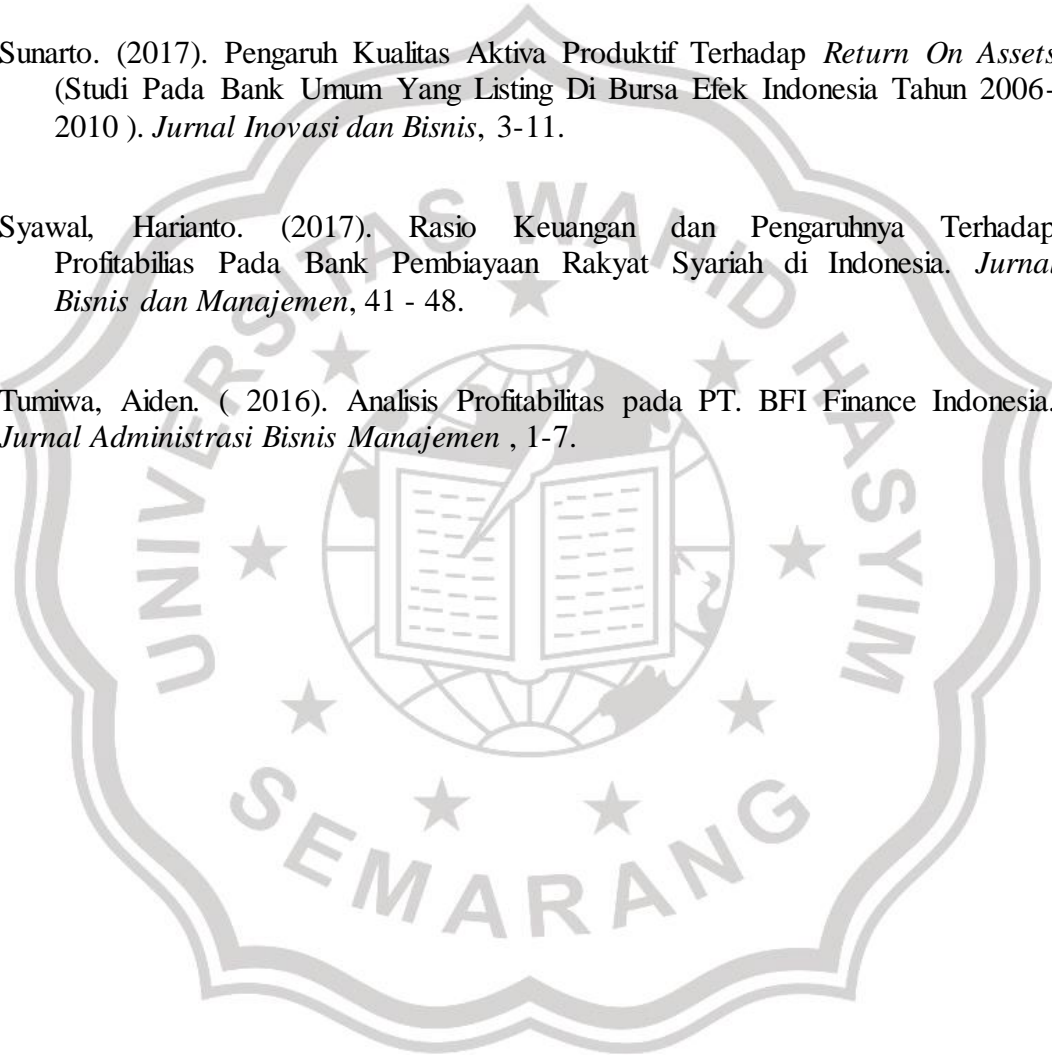 Sunarto. (2017). Pengaruh Kualitas Aktiva Produktif Terhadap Return On Assets
(Studi Pada Bank Umum Yang Listing Di Bursa Efek Indonesia Tahun 2006-
2010 ). Jurnal Inovasi dan Bisnis, 3-11.
Syawal, Harianto. (2017). Rasio Keuangan dan Pengaruhnya Terhadap
Profitabilias Pada Bank Pembiayaan Rakyat Syariah di Indonesia. Jurnal
Bisnis dan Manajemen, 41 - 48.
Tumiwa, Aiden. ( 2016). Analisis Profitabilitas pada PT. BFI Finance Indonesia.
Jurnal Administrasi Bisnis Manajemen , 1-7.
UNIVERSITAS WAHID HASYIM
SEMARANG